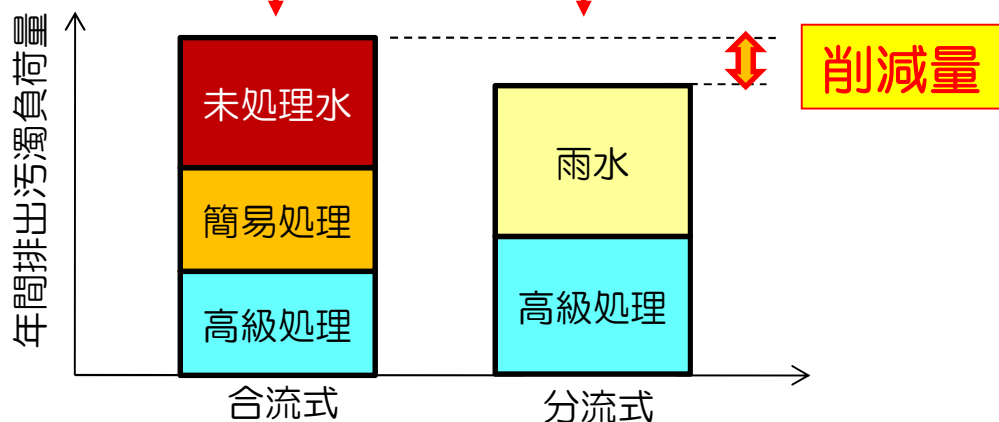 年間排出汚濁負荷量
未処理水
簡易処理
高級処理
合流式
雨水
高級処理
分流式
削減量